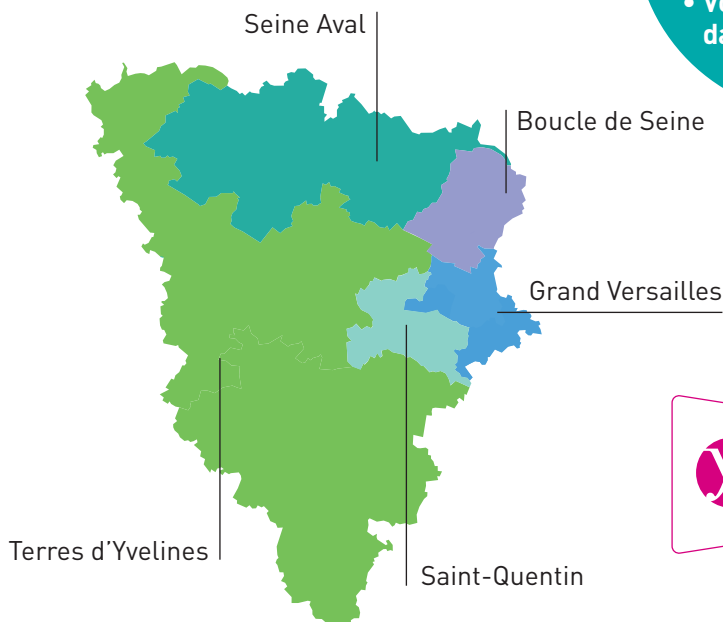 Seine Aval
Boucle de Seine
Grand Versailles
Terres d'Yvelines
Saint-Quentin